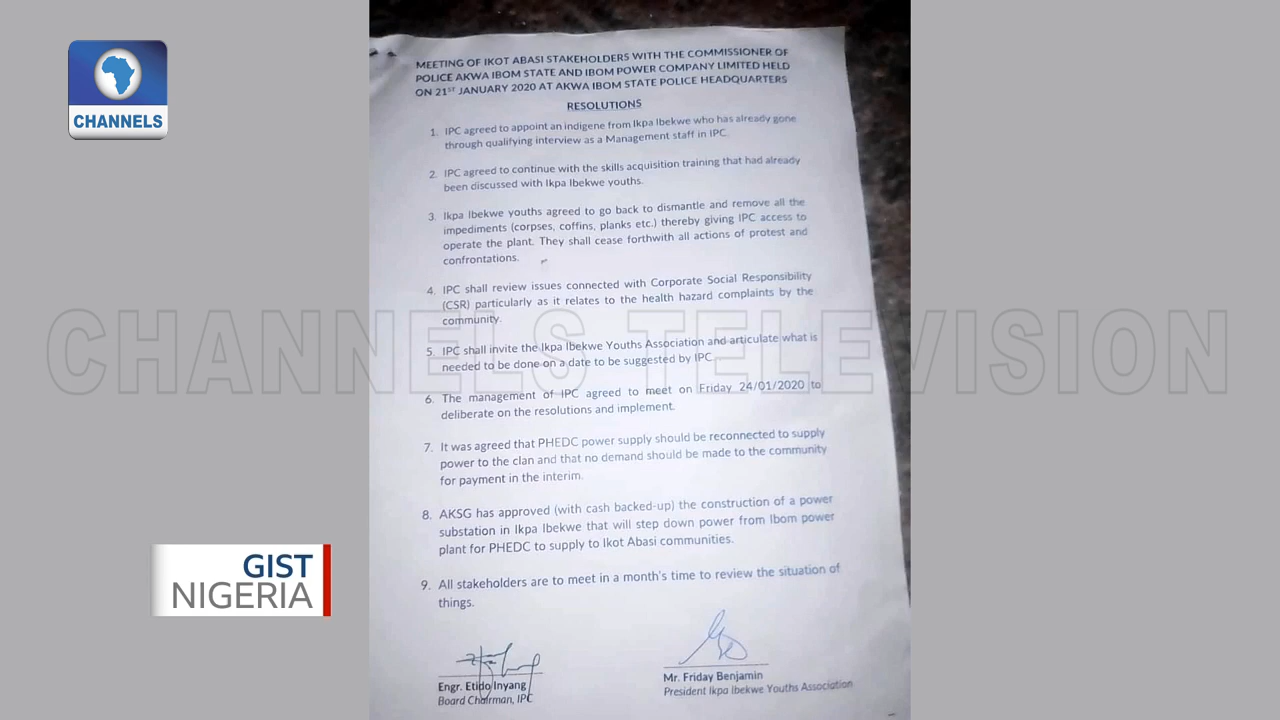 CHANNELS
MEETING OF IKOT ABASI STAKEHOLDERS WITH THE COMMISSIONER OF
POLICE AKWA IBOM STATE AND IBOM POWER COMPANY LIMITED HELD
ON 21ST JANUARY 2020 AT AKWA IBOM STATE POLICE HEADQUARTERS
RESOLUTIONS
1. IPC agreed to appoint an indigene from Ikpa Ibekwe who has already gone
through qualifying interview as a Management staff in IPC.
2. IPC agreed to continue with the skills acquisition training that had already
been discussed with Ikpa Ibekwe youths.
3. Ikpa Ibekwe youths agreed to go back to dismantle and remove all the
impediments (corpses, coffins, planks etc.) thereby giving IPC access to
operate the plant. They shall cease forthwith all actions of protest and
confrontations.
4. IPC shall review issues connected with Corporate Social Responsibility
(CSR) particularly as it relates to the health hazard complaints by the
community.
5. IPC shall invite the Ikpa Ibekwe Youths Association and articulate what is
needed to be done on a date to be suggested by IPC.
6. The management of IPC agreed to meet on Friday 24/01/2020 to
deliberate on the resolutions and implement.
7. It was agreed that PHEDC power supply should be reconnected to supply
power to the clan and that no demand should be made to the community
for payment in the interim.
8. AKSG has approved (with cash backed-up) the construction of a power
substation in Ikpa Ibekwe that will step down power from Ibom power
plant for PHEDC to supply to Ikot Abasi communities.
9. All stakeholders are to meet in a month's time to review the situation of
things.
Engr. Etido Inyang
Board Chairman, IPC
Mr. Friday Benjamin
President Ikpa Ibekwe Youths Association
CHANNELS TELEVISION
GIST
NIGERIA